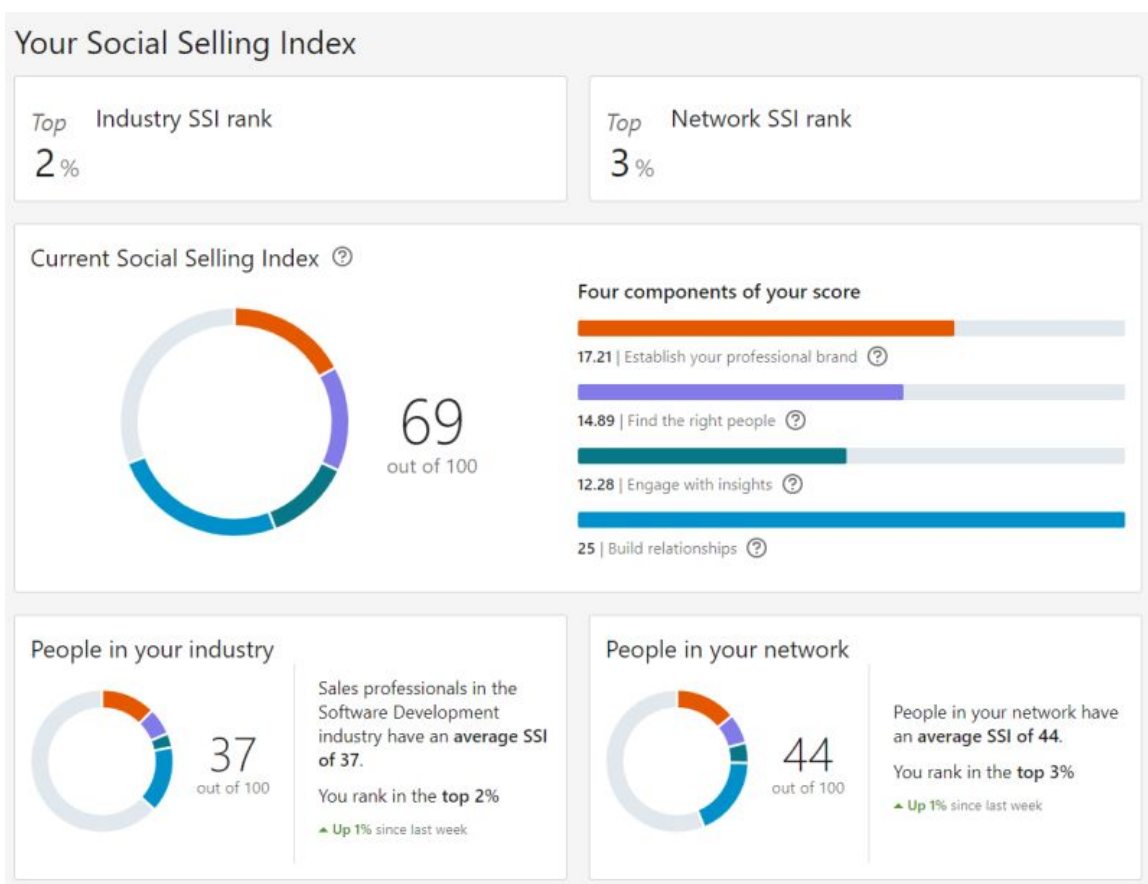 Your Social Selling Index
Top Industry SSI rank
2 %
Top Network SSI rank
3 %
Current Social Selling Index ?
69
out of 100
Four components of your score
17.21 | Establish your professional brand ?
14.89 | Find the right people ?
12.28 | Engage with insights ?
25 | Build relationships ?
People in your industry
37
out of 100
Sales professionals in the
Software Development
industry have an average SSI
of 37.
You rank in the top 2%
▲ Up 1% since last week
People in your network
44
out of 100
People in your network have
an average SSI of 44.
You rank in the top 3%
▲ Up 1% since last week